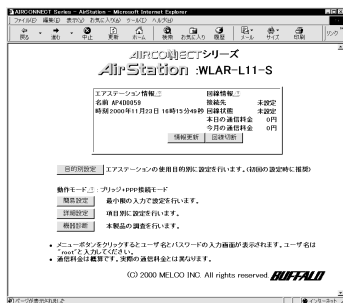 AIRCONNECT Series - AirStation - Microsoft Internet Explorer
ファイル(F) 編集(E) 表示(V) お気に入り(A) ツール(T) ヘルプ(H)
戻る 進む 中止 更新 ホーム 検索 お気に入り 履歴 メール サイズ 印刷 リンク
AIRCONNECTシリーズ
AirStation :WLAR-L11-S
エアステーション情報
名前 AP4D0059
時刻 2000年11月23日 16時15分49秒
回線情報
接続先 未設定
回線状態 未設定
本日の通信料金 0円
今月の通信料金 0円
情報更新 回線切断
目的別設定 エアステーションの使用目的別に設定を行います。(初回の設定時に推奨)
動作モード : ブリッジ+PPP接続モード
簡易設定 最小限の入力で設定を行います。
詳細設定 項目別に設定を行います。
機器診断 本製品の調査を行います。
• メニューボタンをクリックするとユーザ名とパスワードの入力画面が表示されます。ユーザ名は
"root"と入力してください。
• 通信料金は概算です。実際の通信料金とは異なります。
(C) 2000 MELCO INC. All rights reserved. BUFFALO
ページが表示されました
インターネット